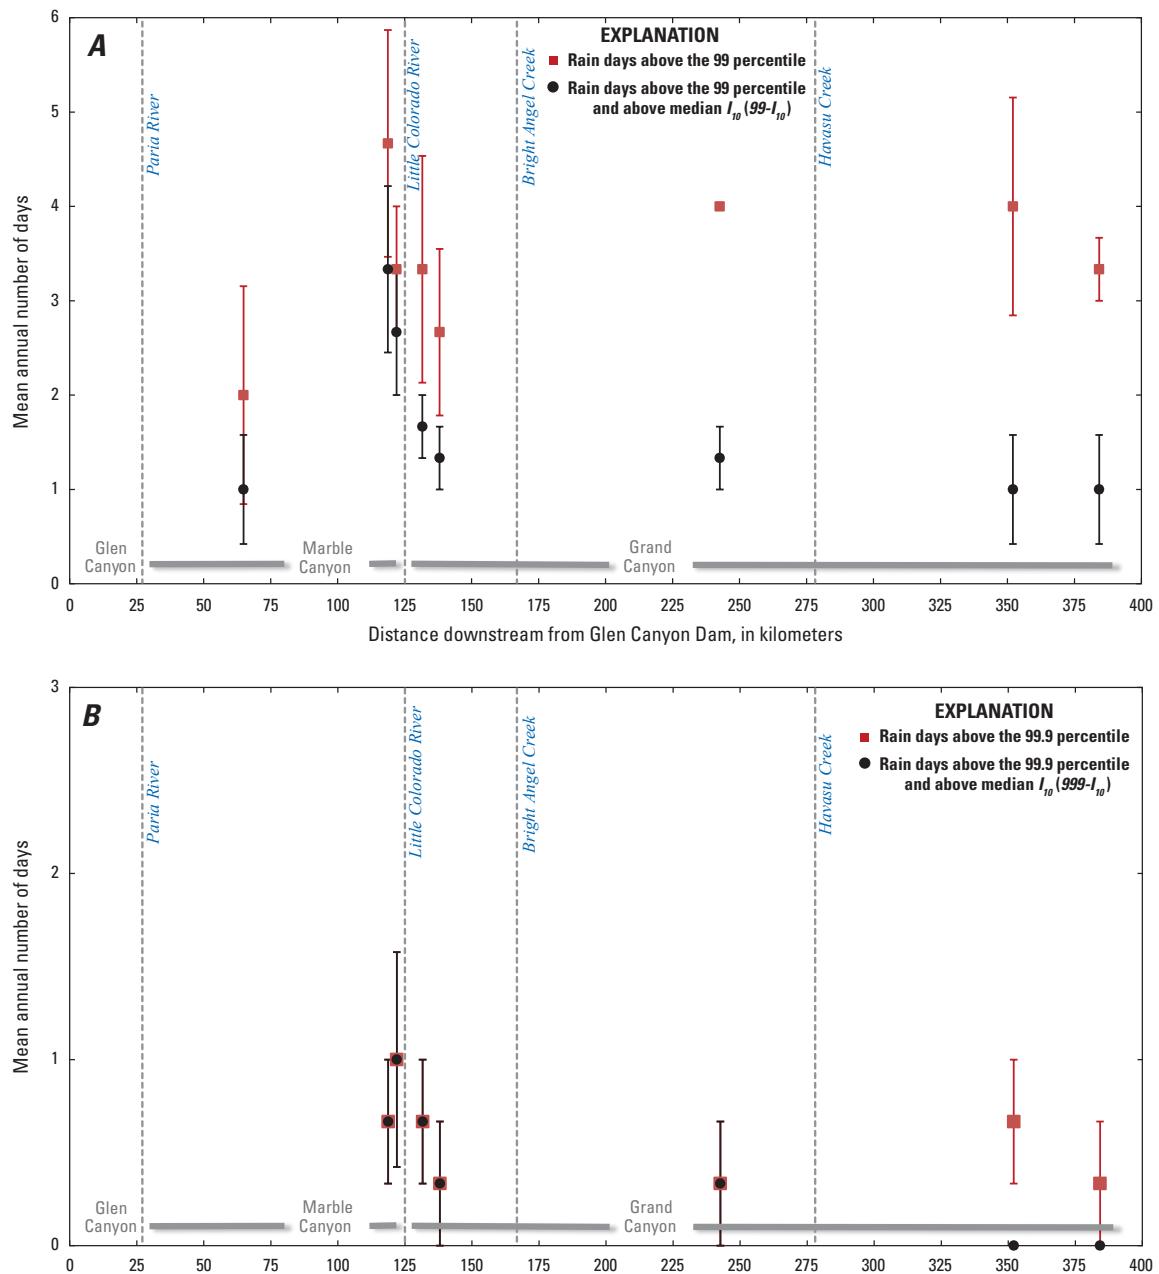 A
EXPLANATION
Rain days above the 99 percentile
Rain days above the 99 percentile
and above median I10 (99-I10)
Paria River
Little Colorado River
Bright Angel Creek
Havasu Creek
Mean annual number of days
6
5
4
3
2
1
0
Glen
Canyon
Marble
Canyon
Grand
Canyon
0 25 50 75 100 125 150 175 200 225 250 275 300 325 350 375 400
Distance downstream from Glen Canyon Dam, in kilometers
B
EXPLANATION
Rain days above the 99.9 percentile
Rain days above the 99.9 percentile
and above median I10 (999-I10)
Paria River
Little Colorado River
Bright Angel Creek
Havasu Creek
Mean annual number of days
3
2
1
0
Glen
Canyon
Marble
Canyon
Grand
Canyon
0 25 50 75 100 125 150 175 200 225 250 275 300 325 350 375 400